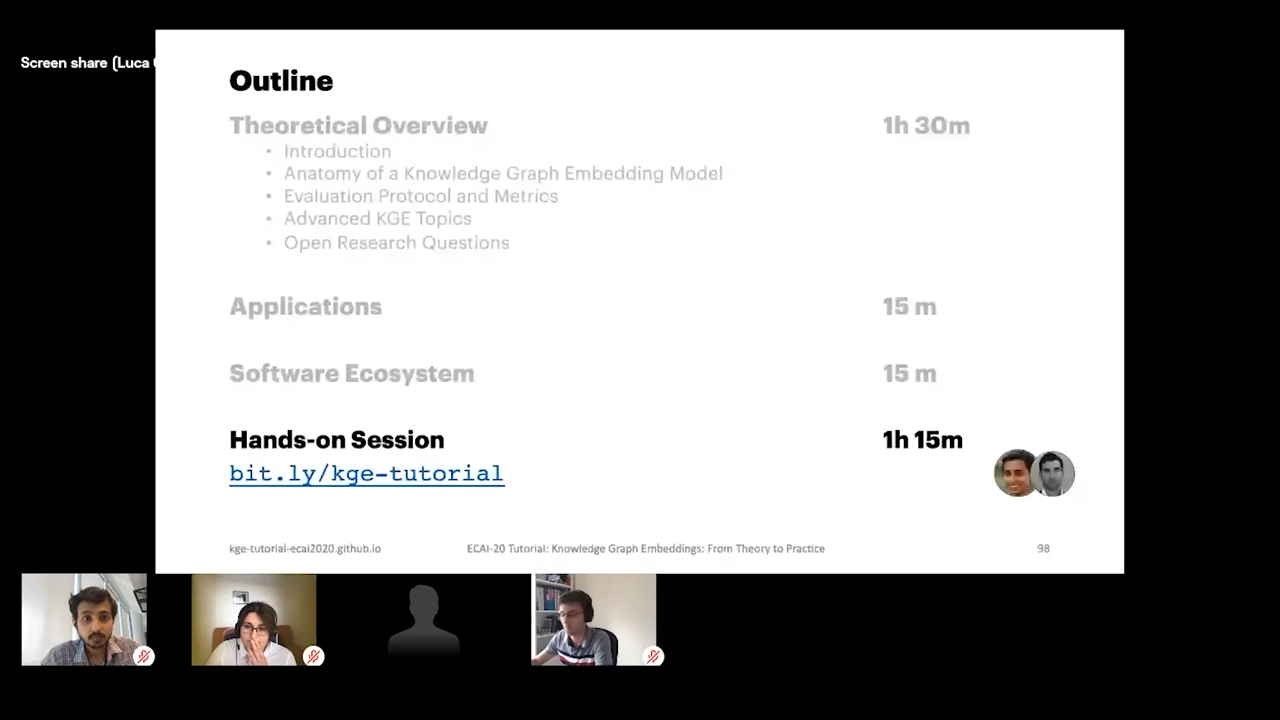 Screen share (Luca
Outline
Theoretical Overview 1h 30m
• Introduction
• Anatomy of a Knowledge Graph Embedding Model
• Evaluation Protocol and Metrics
• Advanced KGE Topics
• Open Research Questions
Applications 15 m
Software Ecosystem 15 m
Hands-on Session 1h 15m
bit.ly/kge-tutorial
kge-tutorial-ecai2020.github.io ECAI-20 Tutorial: Knowledge Graph Embeddings: From Theory to Practice 98